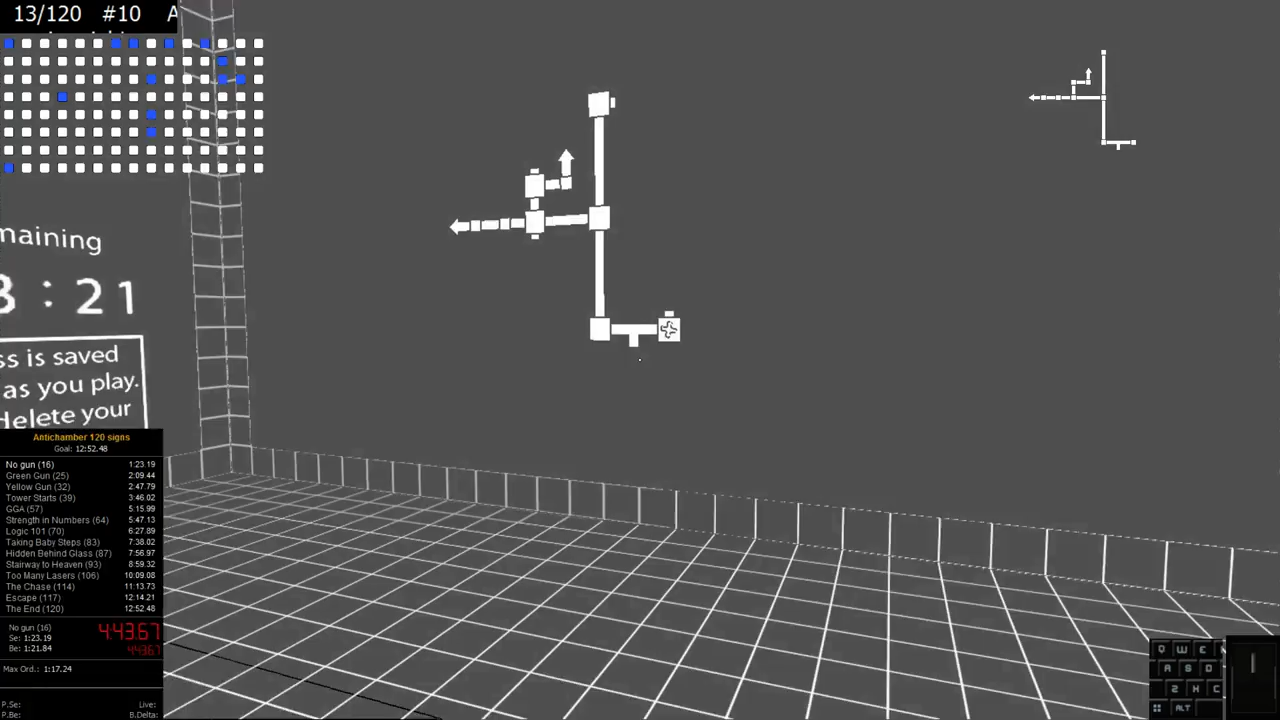 13/120 #10
maining
3 : 21
ss is saved
as you play.
elete your
Antichamber 120 signs
Goal: 12:52.48
No gun (16) 1:23.19
Green Gun (25) 2:09.44
Yellow Gun (32) 2:47.79
Tower Starts (39) 3:46.02
GGA (57) 5:15.99
Strength in Numbers (64) 5:47.13
Logic 101 (70) 6:27.89
Taking Baby Steps (83) 7:38.02
Hidden Behind Glass (87) 7:56.97
Stairway to Heaven (93) 8:59.32
Too Many Lasers (106) 10:09.08
The Chase (114) 11:13.73
Escape (117) 12:14.21
The End (120) 12:52.48
No gun (16) 4:43.67
Se: 1:23.19
Be: 1:21.84 4:43.67
Max Ord.: 1:17.24
P.Se: Live:
P.Be: B.Delta:
Q W E
A S D
Z H C
ALT